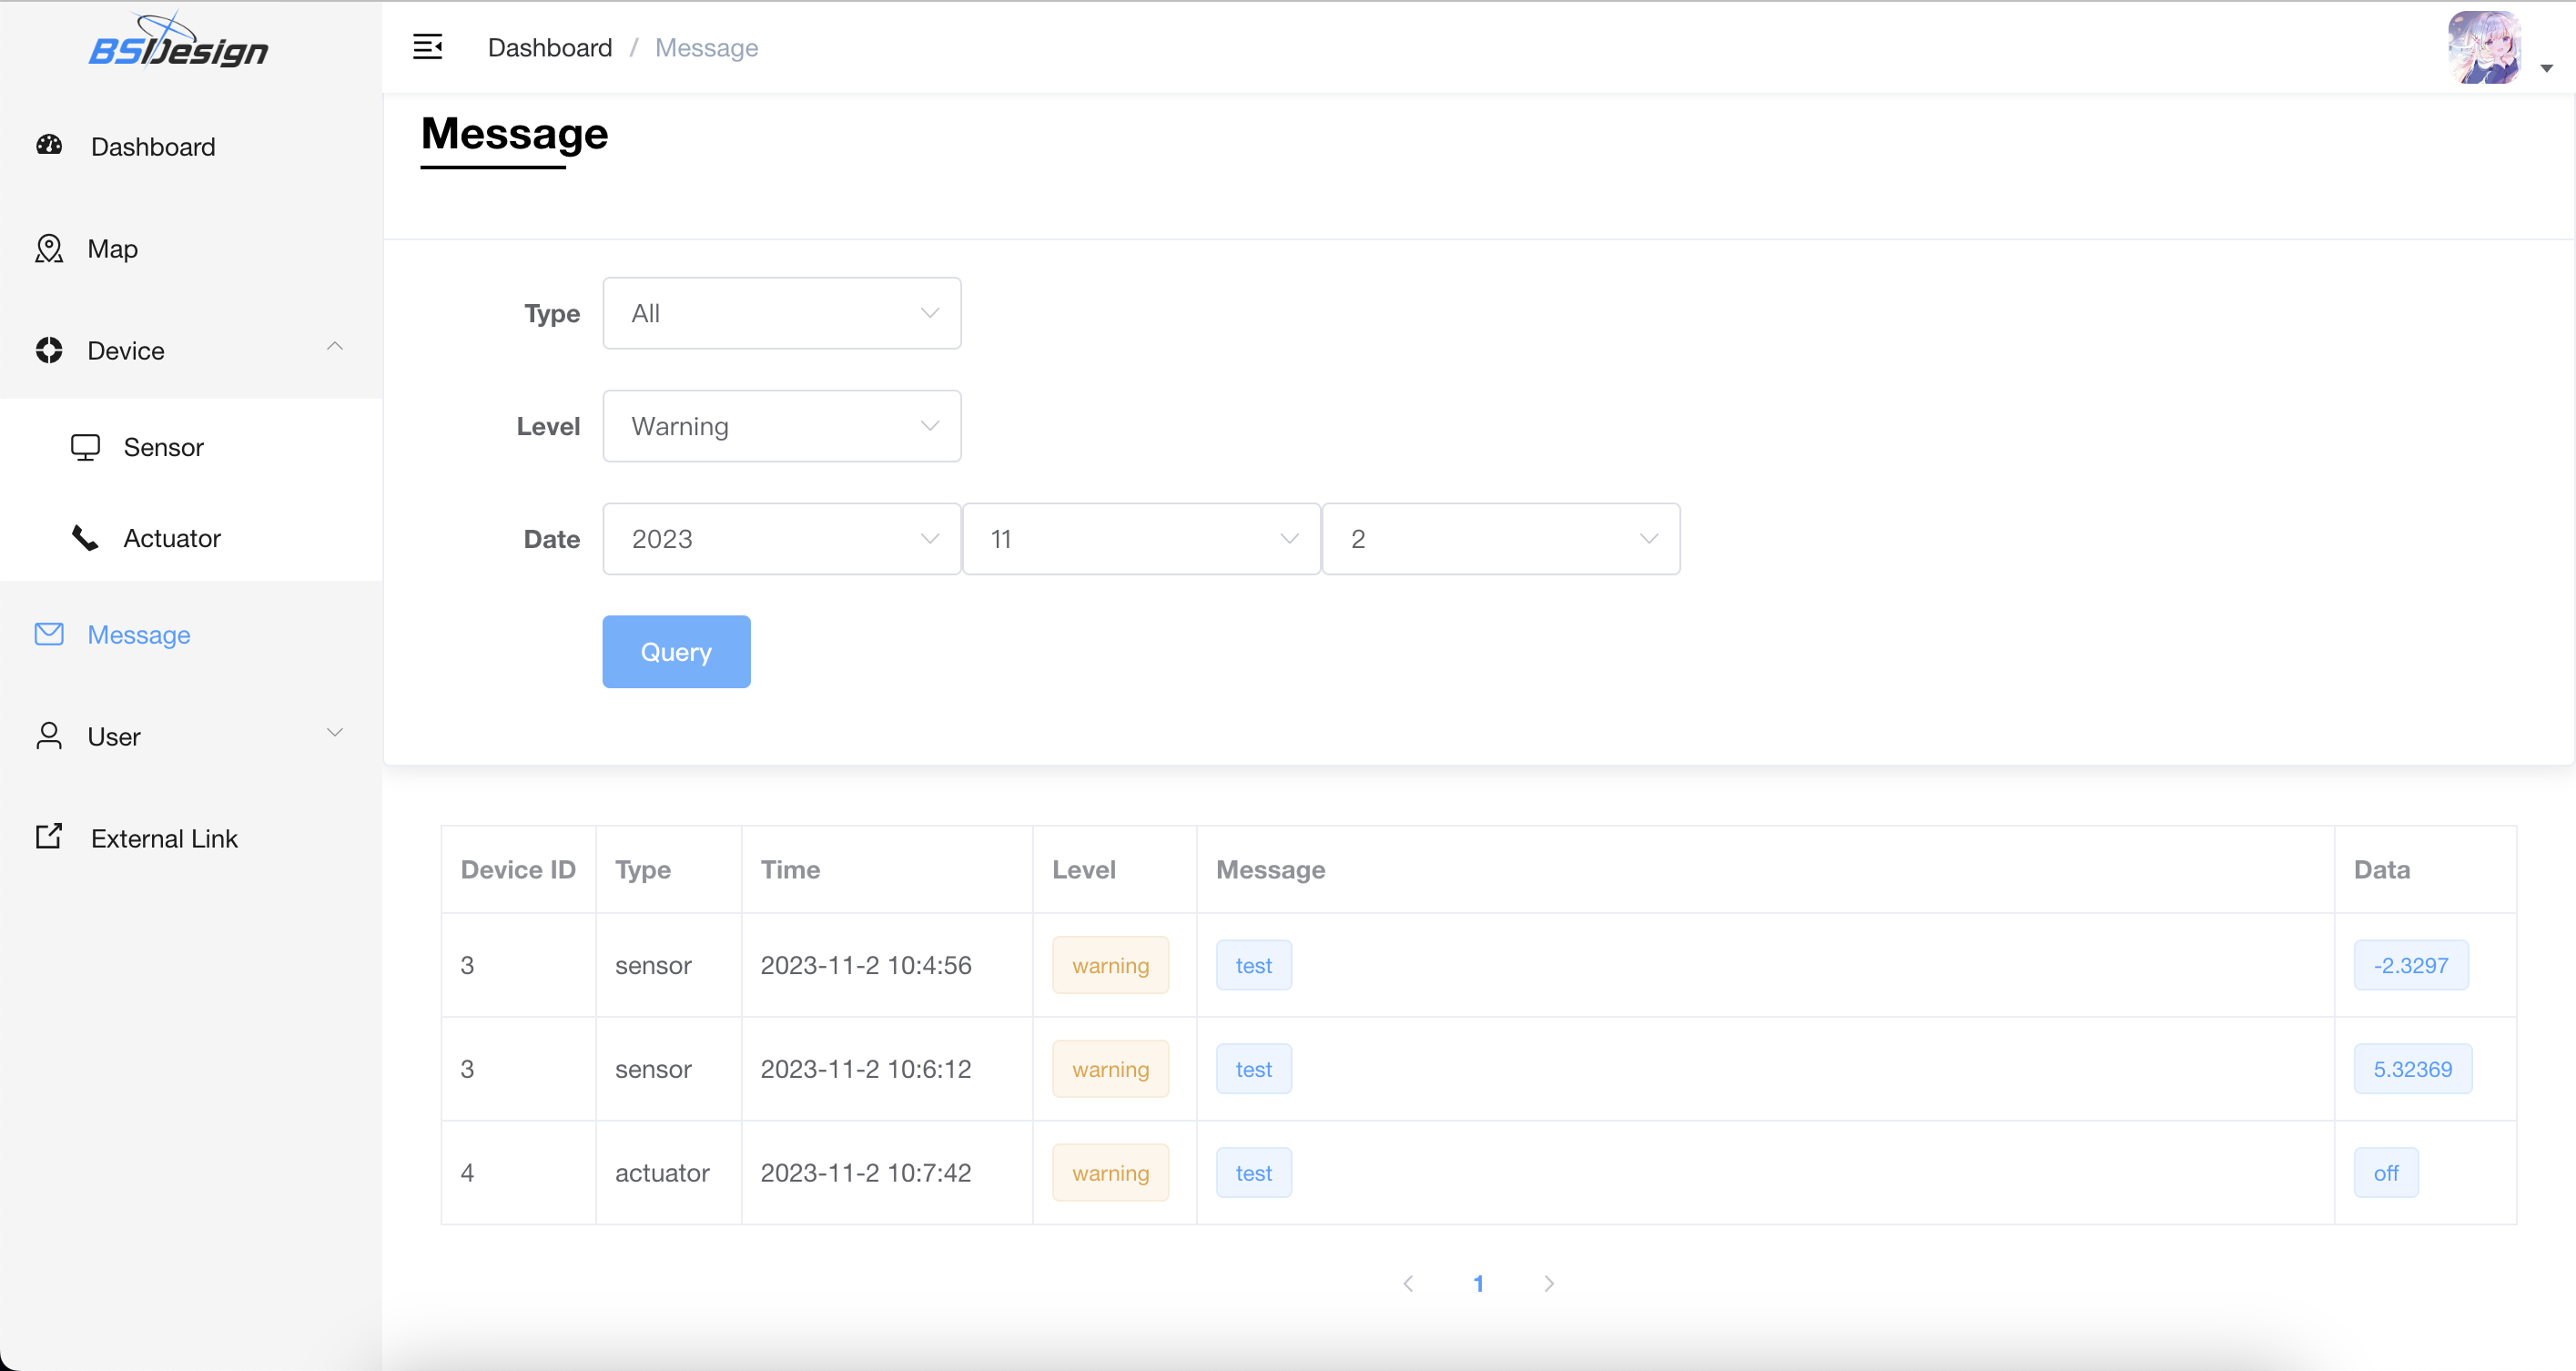 BSDesign
Dashboard / Message
Dashboard
Map
Device
Sensor
Actuator
Message
User
External Link
Message
Type All
Level Warning
Date 2023 11 2
Query
Device ID Type Time Level Message Data
3 sensor 2023-11-2 10:4:56 warning test -2.3297
3 sensor 2023-11-2 10:6:12 warning test 5.32369
4 actuator 2023-11-2 10:7:42 warning test off
1